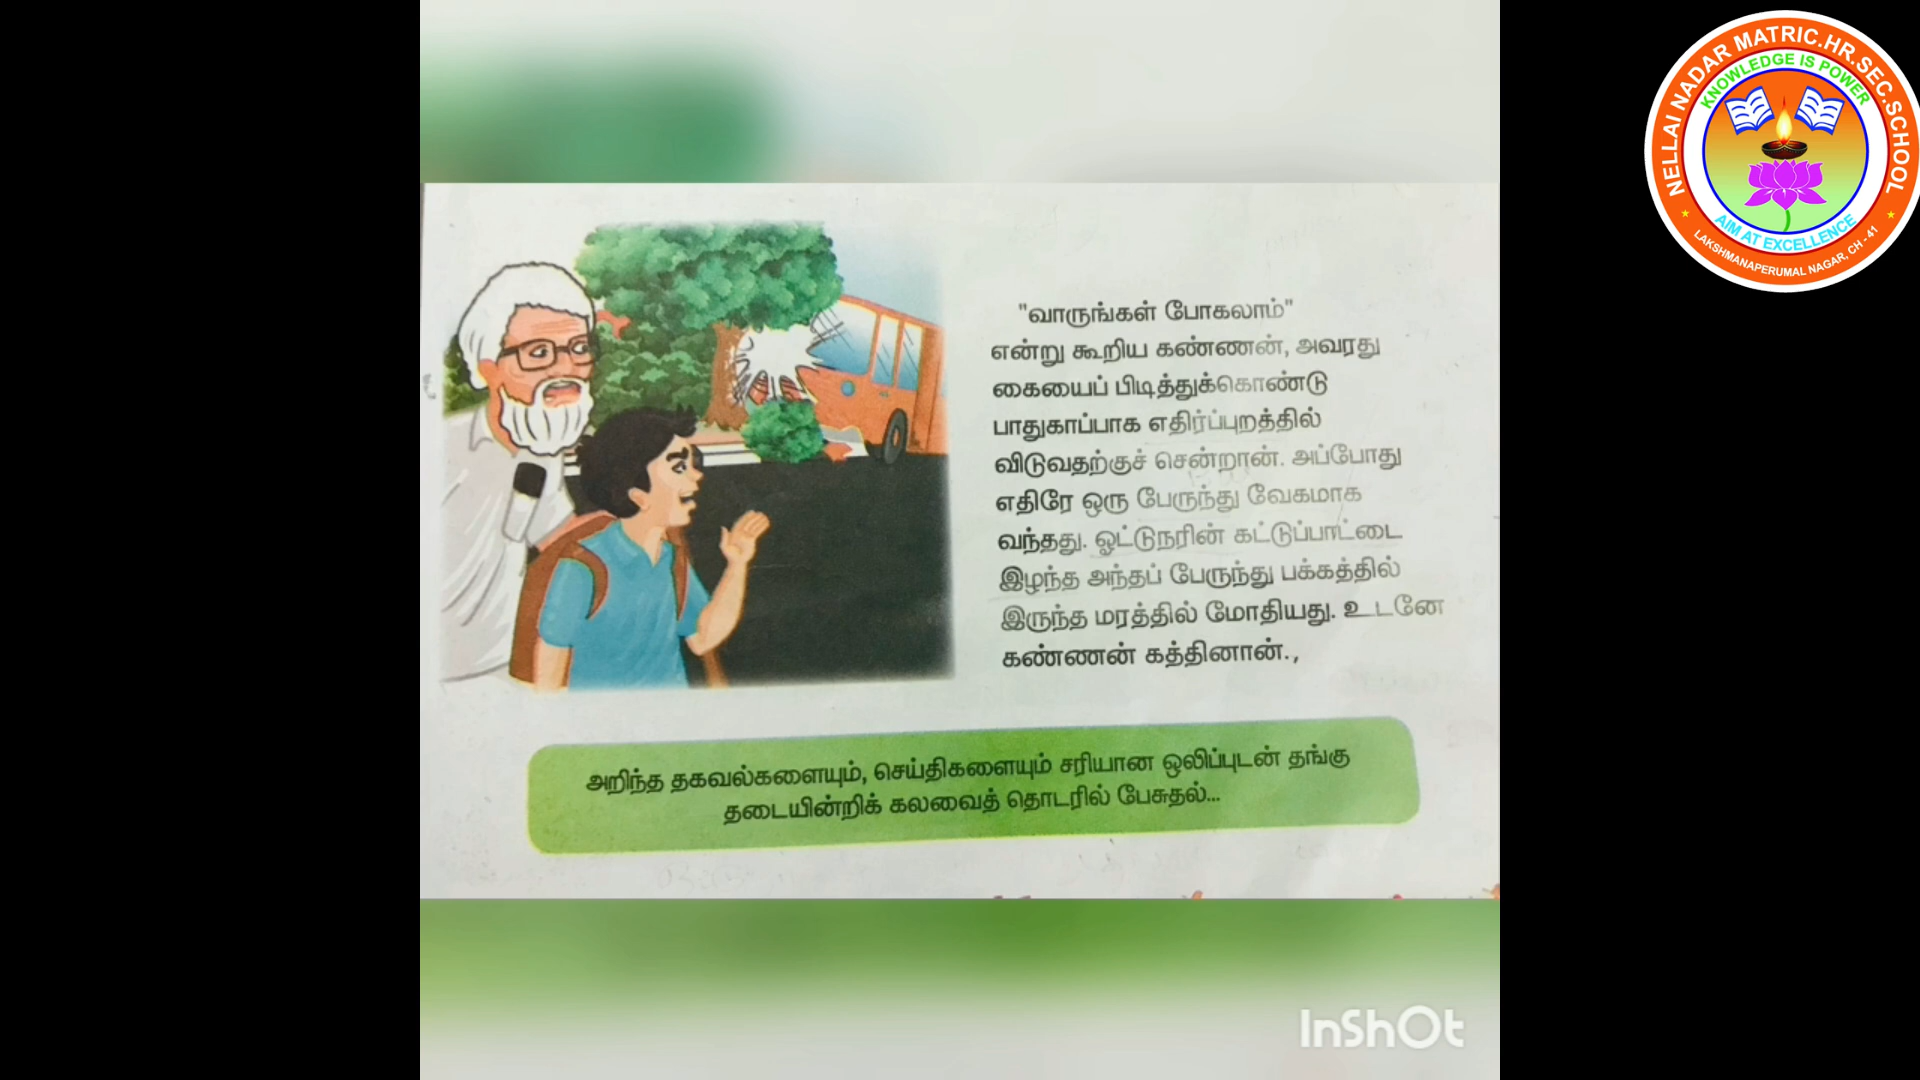 "வாருங்கள் போகலாம்"
என்று கூறிய கண்ணன், அவரது
கையைப் பிடித்துக்கொண்டு
பாதுகாப்பாக எதிர்ப்புறத்தில்
விடுவதற்குச் சென்றான். அப்போது
எதிரே ஒரு பேருந்து வேகமாக
வந்தது. ஓட்டுநரின் கட்டுப்பாட்டை
இழந்த அந்தப் பேருந்து பக்கத்தில்
இருந்த மரத்தில் மோதியது. உடனே
கண்ணன் கத்தினான்.,
அறிந்த தகவல்களையும், செய்திகளையும் சரியான ஒலிப்புடன் தங்கு
தடையின்றிக் கலவைத் தொடரில் பேசுதல்...
NELLAI NADAR MATRIC.HR.SEC.SCHOOL
KNOWLEDGE IS POWER
AIM AT EXCELLENCE
LAKSHMANAPERUMAL NAGAR, CH - 41
InShOt